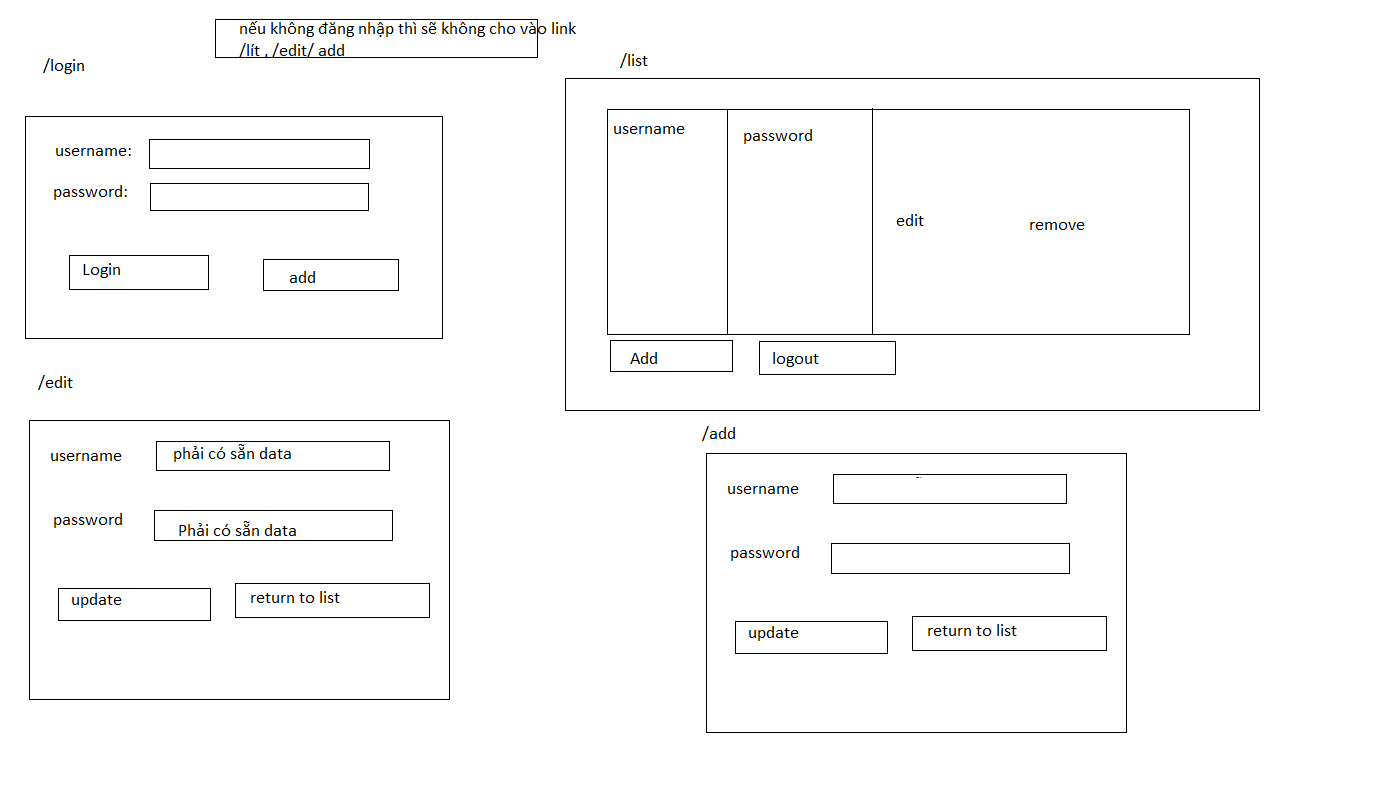 nếu không đăng nhập thì sẽ không cho vào link
/lít , /edit/ add
/login
username:
password:
Login
add
/list
username
password
edit
remove
Add
logout
/edit
username
phải có sẵn data
password
Phải có sẵn data
update
return to list
/add
username
password
update
return to list